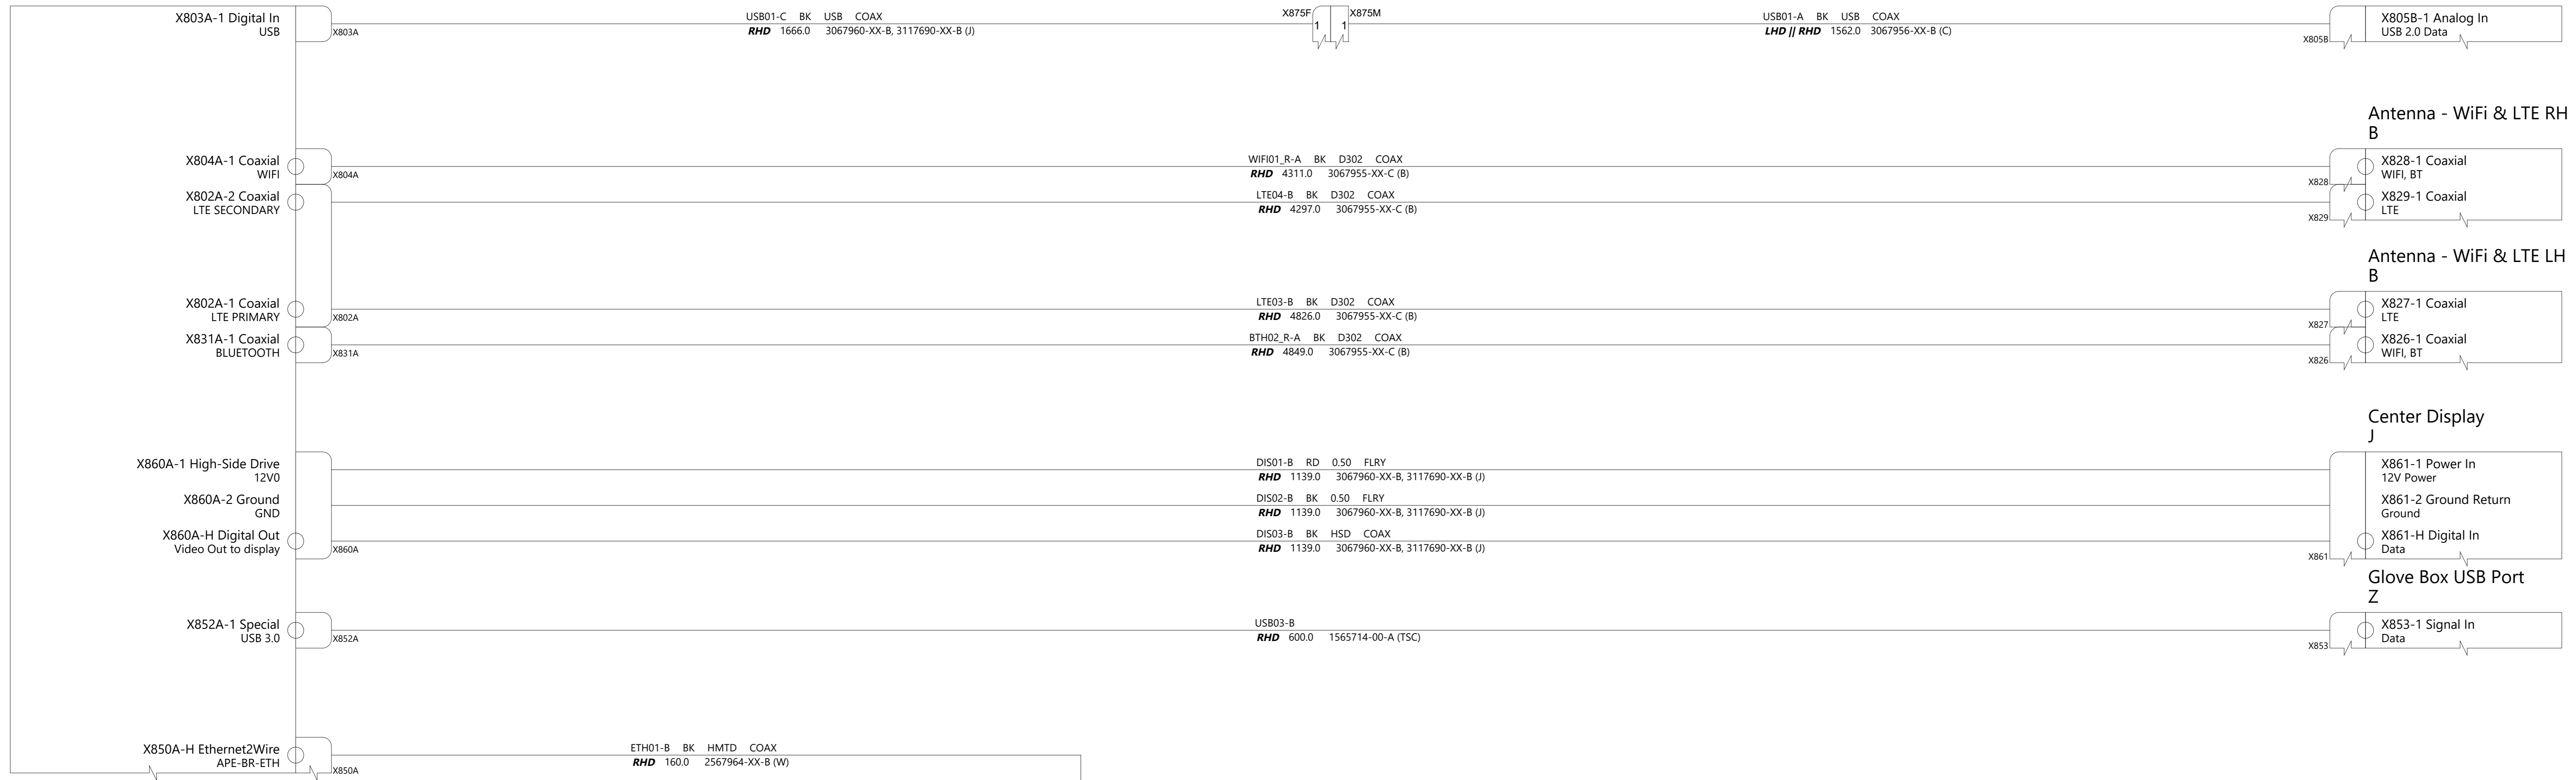 X803A-1 Digital In
USB
X803A
USB01-C BK USB COAX
RHD 1666.0 3067960-XX-B, 3117690-XX-B (J)
X875F
X875M
1 1
USB01-A BK USB COAX
LHD || RHD 1562.0 3067956-XX-B (C)
X805B
X805B-1 Analog In
USB 2.0 Data
Antenna - WiFi & LTE RH
B
X804A-1 Coaxial
WIFI
X804A
WIFI01_R-A BK D302 COAX
RHD 4311.0 3067955-XX-C (B)
X828
X828-1 Coaxial
WIFI, BT
X802A-2 Coaxial
LTE SECONDARY
LTE04-B BK D302 COAX
RHD 4297.0 3067955-XX-C (B)
X829
X829-1 Coaxial
LTE
Antenna - WiFi & LTE LH
B
X802A-1 Coaxial
LTE PRIMARY
X802A
LTE03-B BK D302 COAX
RHD 4826.0 3067955-XX-C (B)
X827
X827-1 Coaxial
LTE
X831A-1 Coaxial
BLUETOOTH
X831A
BTH02_R-A BK D302 COAX
RHD 4849.0 3067955-XX-C (B)
X826
X826-1 Coaxial
WIFI, BT
Center Display
J
X860A-1 High-Side Drive
12V0
DIS01-B RD 0.50 FLRY
RHD 1139.0 3067960-XX-B, 3117690-XX-B (J)
X861-1 Power In
12V Power
X860A-2 Ground
GND
DIS02-B BK 0.50 FLRY
RHD 1139.0 3067960-XX-B, 3117690-XX-B (J)
X861-2 Ground Return
Ground
X860A-H Digital Out
Video Out to display
X860A
DIS03-B BK HSD COAX
RHD 1139.0 3067960-XX-B, 3117690-XX-B (J)
X861
X861-H Digital In
Data
Glove Box USB Port
Z
X852A-1 Special
USB 3.0
X852A
USB03-B
RHD 600.0 1565714-00-A (TSC)
X853
X853-1 Signal In
Data
X850A-H Ethernet2Wire
APE-BR-ETH
X850A
ETH01-B BK HMTD COAX
RHD 160.0 2567964-XX-B (W)